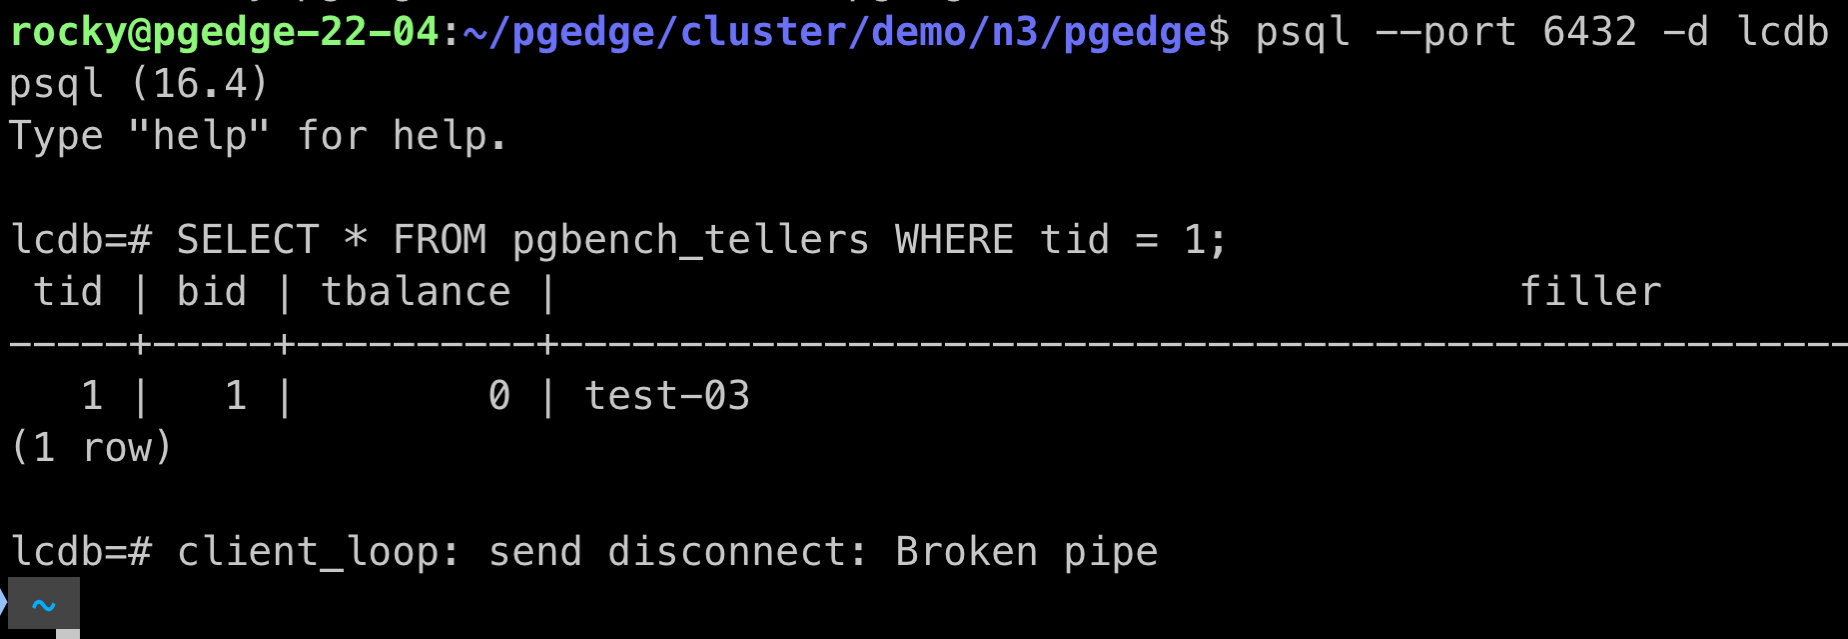 rocky@pgedge-22-04:~/pgedge/cluster/demo/n3/pgedge$ psql --port 6432 -d lcdb
psql (16.4)
Type "help" for help.
lcdb=# SELECT * FROM pgbench_tellers WHERE tid = 1;
 tid | bid | tbalance |                                        filler
-----+-----+----------+------------------------------------------------------
   1 |   1 |        0 | test-03
(1 row)
lcdb=# client_loop: send disconnect: Broken pipe
~